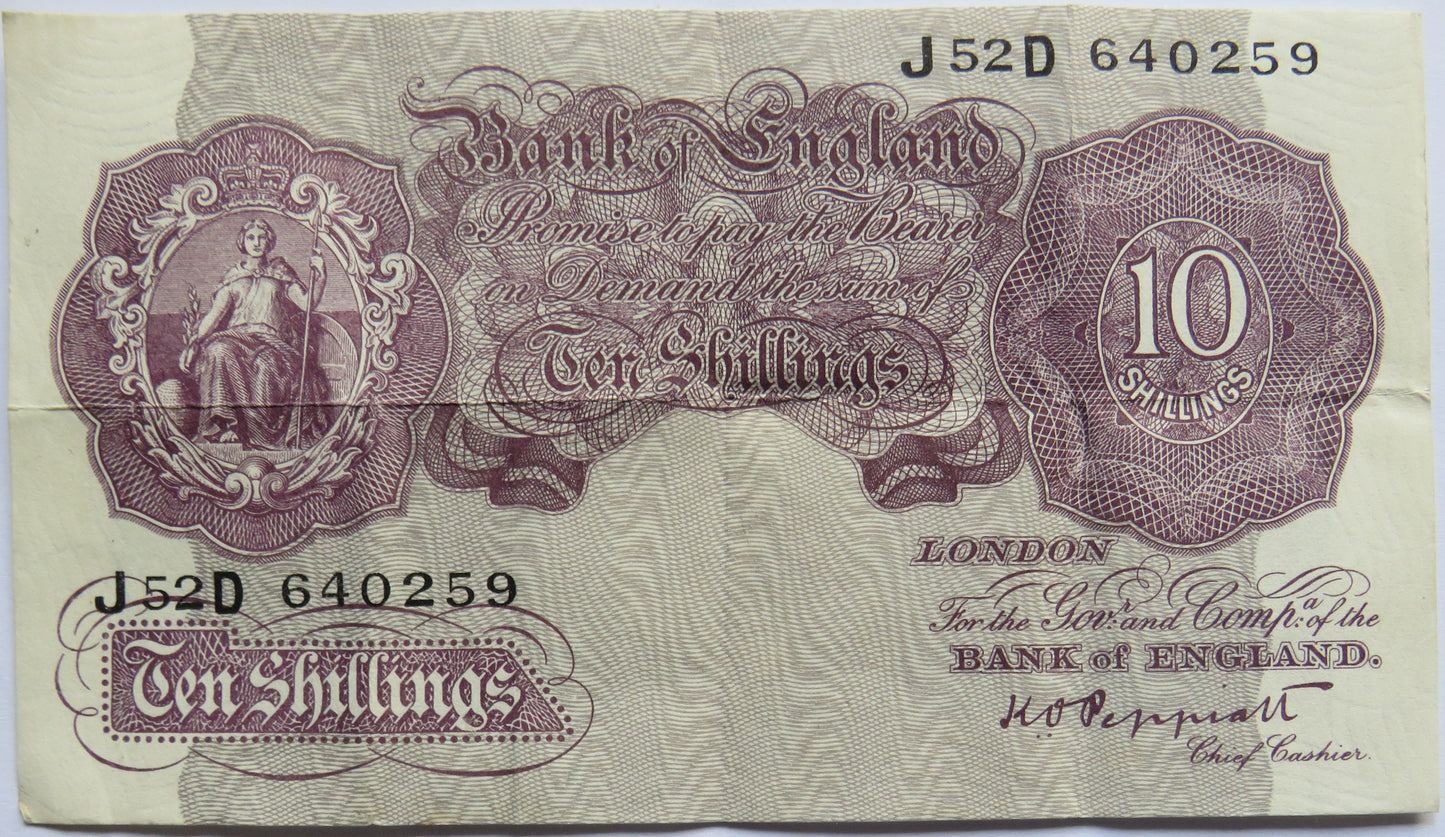 J52D 640259
Bank of England
Promise to pay the Bearer
on Demand the sum of
Ten Shillings
10
SHILLINGS
LONDON
For the Govr. and Compa. of the
BANK of ENGLAND.
K O Peppiatt
Chief Cashier.
J52D 640259
Ten Shillings